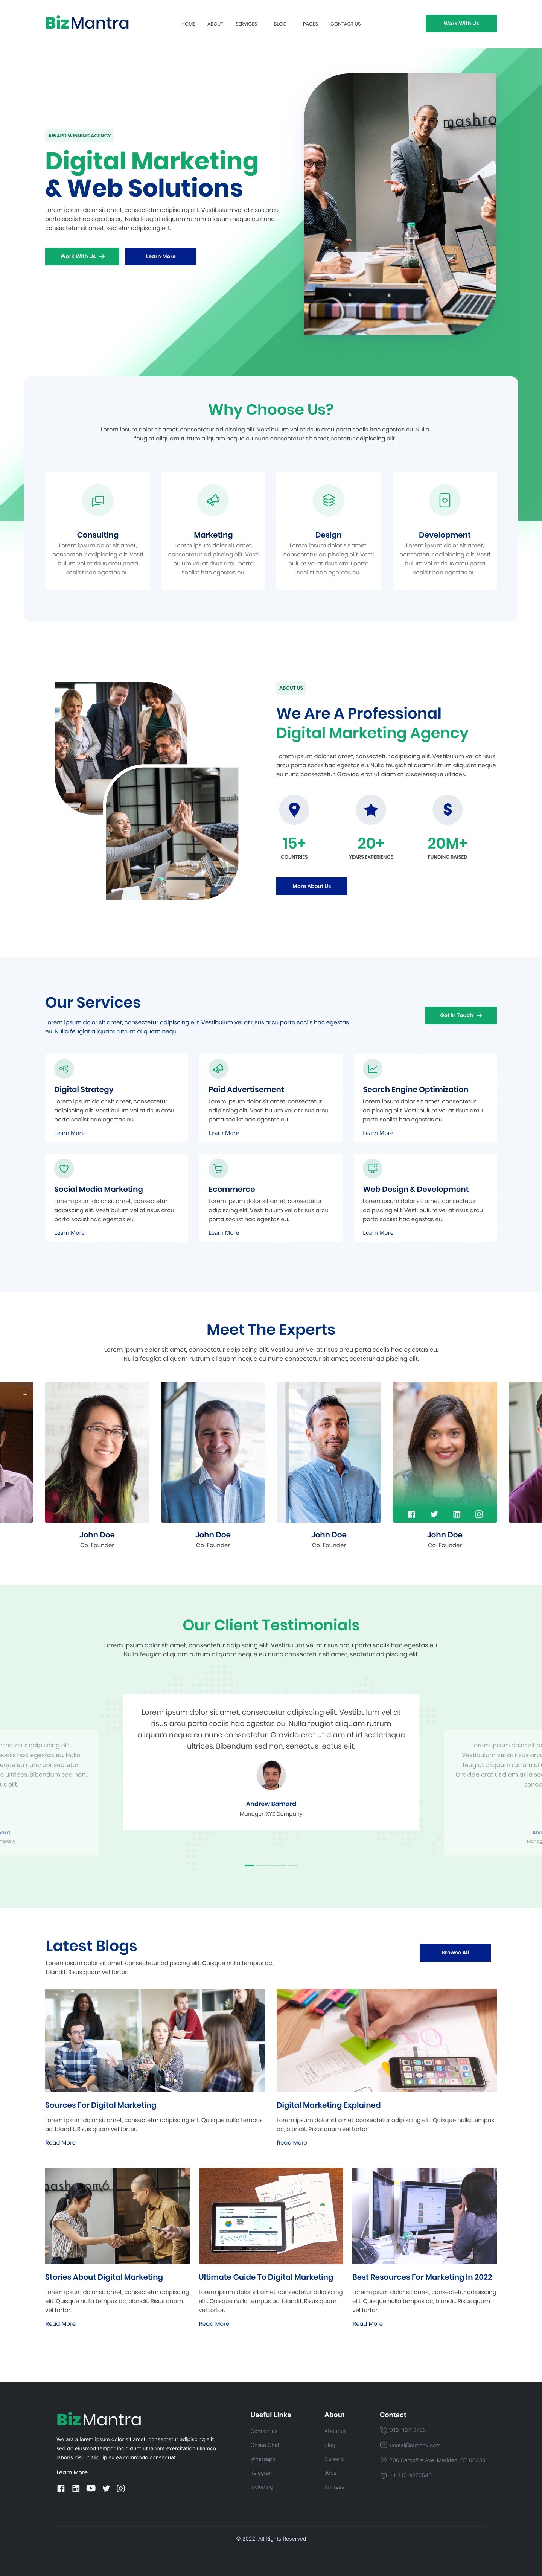 BizMantra
HOME
ABOUT
SERVICES
BLOG
PAGES
CONTACT US
Work With Us
AWARD WINNING AGENCY
Digital Marketing
& Web Solutions
Lorem ipsum dolor sit amet, consectetur adipiscing elit. Vestibulum vel at risus arcu
porta sociis hac egestas eu. Nulla feugiat aliquam rutrum aliquam neque eu nunc
consectetur sit amet, sectetur adipiscing elit.
Work With Us
Learn More
mashro
Why Choose Us?
Lorem ipsum dolor sit amet, consectetur adipiscing elit. Vestibulum vel at risus arcu porta sociis hac egestas eu. Nulla
feugiat aliquam rutrum aliquam neque eu nunc consectetur sit amet, sectetur adipiscing elit.
Consulting
Lorem ipsum dolor sit amet,
consectetur adipiscing elit. Vesti
bulum vel at risus arcu porta
sociist hac egestas eu.
Marketing
Lorem ipsum dolor sit amet,
consectetur adipiscing elit. Vesti
bulum vel at risus arcu porta
sociist hac egestas eu.
Design
Lorem ipsum dolor sit amet,
consectetur adipiscing elit. Vesti
bulum vel at risus arcu porta
sociist hac egestas eu.
Development
Lorem ipsum dolor sit amet,
consectetur adipiscing elit. Vesti
bulum vel at risus arcu porta
sociist hac egestas eu.
ABOUT US
We Are A Professional
Digital Marketing Agency
Lorem ipsum dolor sit amet, consectetur adipiscing elit. Vestibulum vel at risus
arcu porta sociis hac egestas eu. Nulla feugiat aliquam rutrum aliquam neque
eu nunc consectetur. Gravida erat ut diam at id scelerisque ultrices.
15+
COUNTRIES
20+
YEARS EXPERIENCE
20M+
FUNDING RAISED
More About Us
Our Services
Lorem ipsum dolor sit amet, consectetur adipiscing elit. Vestibulum vel at risus arcu porta sociis hac egestas
eu. Nulla feugiat aliquam rutrum aliquam nequ.
Get In Touch
Digital Strategy
Lorem ipsum dolor sit amet, consectetur
adipiscing elit. Vesti bulum vel at risus arcu
porta sociist hac egestas eu.
Learn More
Paid Advertisement
Lorem ipsum dolor sit amet, consectetur
adipiscing elit. Vesti bulum vel at risus arcu
porta sociist hac egestas eu.
Learn More
Search Engine Optimization
Lorem ipsum dolor sit amet, consectetur
adipiscing elit. Vesti bulum vel at risus arcu
porta sociist hac egestas eu.
Learn More
Social Media Marketing
Lorem ipsum dolor sit amet, consectetur
adipiscing elit. Vesti bulum vel at risus arcu
porta sociist hac egestas eu.
Learn More
Ecommerce
Lorem ipsum dolor sit amet, consectetur
adipiscing elit. Vesti bulum vel at risus arcu
porta sociist hac egestas eu.
Learn More
Web Design & Development
Lorem ipsum dolor sit amet, consectetur
adipiscing elit. Vesti bulum vel at risus arcu
porta sociist hac egestas eu.
Learn More
Meet The Experts
Lorem ipsum dolor sit amet, consectetur adipiscing elit. Vestibulum vel at risus arcu porta sociis hac egestas eu.
Nulla feugiat aliquam rutrum aliquam neque eu nunc consectetur sit amet, sectetur adipiscing elit.
John Doe
Co-Founder
John Doe
Co-Founder
John Doe
Co-Founder
John Doe
Co-Founder
Our Client Testimonials
Lorem ipsum dolor sit amet, consectetur adipiscing elit. Vestibulum vel at risus arcu porta sociis hac egestas eu.
Nulla feugiat aliquam rutrum aliquam neque eu nunc consectetur sit amet, sectetur adipiscing elit.
Lorem ipsum dolor sit amet, consectetur adipiscing elit. Vestibulum vel at
risus arcu porta sociis hac egestas eu. Nulla feugiat aliquam rutrum
aliquam neque eu nunc consectetur. Gravida erat ut diam at id scelerisque
ultrices. Bibendum sed non, senectus loctus elit.
Andrew Barnard
Manager. XYZ Company
Latest Blogs
Lorem ipsum dolor sit amet, consectetur adipiscing elit. Quisque nulla tempus ac,
blandit. Risus quam vel tortor.
Browse All
Sources For Digital Marketing
Lorem ipsum dolor sit amet, consectetur adipiscing elit. Quisque nulla tempus
ac, blandit. Risus quam vel tortor.
Read More
Digital Marketing Explained
Lorem ipsum dolor sit amet, consectetur adipiscing elit. Quisque nulla tempus
ac, blandit. Risus quam vel tortor.
Read More
Stories About Digital Marketing
Lorem ipsum dolor sit amet, consectetur adipiscing
elit. Quisque nulla tempus ac, blandit. Risus quam
vel tortor.
Read More
Ultimate Guide To Digital Marketing
Lorem ipsum dolor sit amet, consectetur adipiscing
elit. Quisque nulla tempus ac, blandit. Risus quam
vel tortor.
Read More
Best Resources For Marketing In 2022
Lorem ipsum dolor sit amet, consectetur adipiscing
elit. Quisque nulla tempus ac, blandit. Risus quam
vel tortor.
Read More
BizMantra
We are a lorem ipsum dolor sit amet, consectetur adipiscing elit,
sed do eiusmod tempor incididunt ut labore exercitation ullamco
laboris nisi ut aliquip ex ea commodo consequat.
Learn More
Useful Links
Contact us
Online Chat
Whatsapp
Telegram
Ticketing
About
About us
Blog
Careers
Jobs
In Press
Contact
310-437-2766
unreal@outlook.com
706 Campfire Ave. Meriden, CT 06450
+1-212-9876543
© 2022, All Rights Reserved